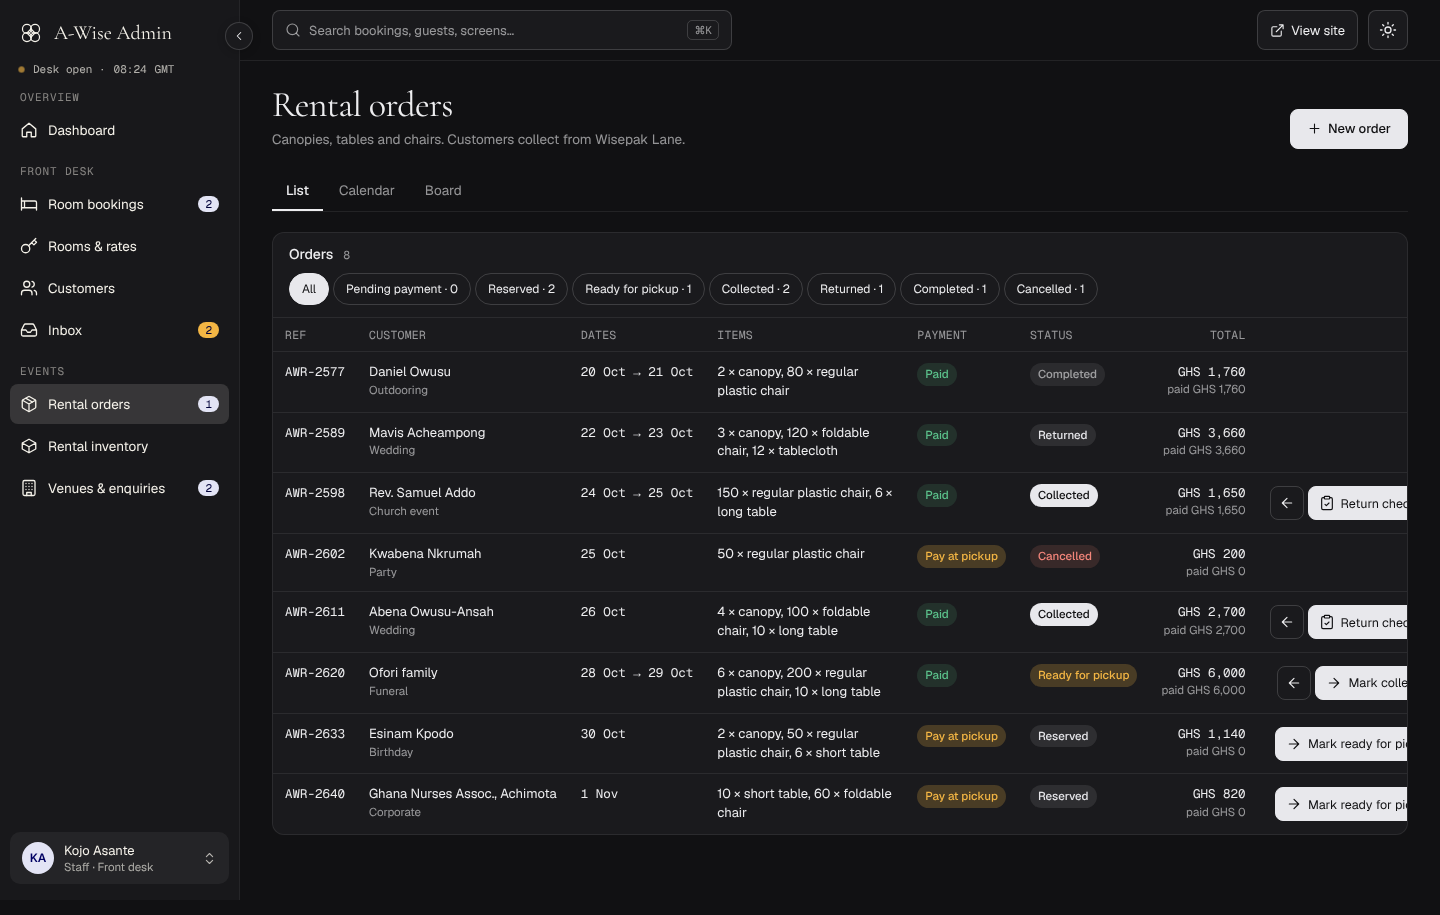 A-Wise Admin
Desk open · 08:24 GMT
OVERVIEW
Dashboard
FRONT DESK
Room bookings 2
Rooms & rates
Customers
Inbox 2
EVENTS
Rental orders 1
Rental inventory
Venues & enquiries 2
KA
Kojo Asante
Staff · Front desk
Search bookings, guests, screens... ⌘K
View site
Rental orders
Canopies, tables and chairs. Customers collect from Wisepak Lane.
New order
List Calendar Board
Orders 8
All Pending payment · 0 Reserved · 2 Ready for pickup · 1 Collected · 2 Returned · 1 Completed · 1 Cancelled · 1
REF CUSTOMER DATES ITEMS PAYMENT STATUS TOTAL
AWR-2577 Daniel Owusu 20 Oct → 21 Oct 2 × canopy, 80 × regular Paid Completed GHS 1,760
Outdooring plastic chair paid GHS 1,760
AWR-2589 Mavis Acheampong 22 Oct → 23 Oct 3 × canopy, 120 × foldable Paid Returned GHS 3,660
Wedding chair, 12 × tablecloth paid GHS 3,660
AWR-2598 Rev. Samuel Addo 24 Oct → 25 Oct 150 × regular plastic chair, 6 × Paid Collected GHS 1,650 Return chec
Church event long table paid GHS 1,650
AWR-2602 Kwabena Nkrumah 25 Oct 50 × regular plastic chair Pay at pickup Cancelled GHS 200
Party paid GHS 0
AWR-2611 Abena Owusu-Ansah 26 Oct 4 × canopy, 100 × foldable Paid Collected GHS 2,700 Return chec
Wedding chair, 10 × long table paid GHS 2,700
AWR-2620 Ofori family 28 Oct → 29 Oct 6 × canopy, 200 × regular Paid Ready for pickup GHS 6,000 Mark colle
Funeral plastic chair, 10 × long table paid GHS 6,000
AWR-2633 Esinam Kpodo 30 Oct 2 × canopy, 50 × regular Pay at pickup Reserved GHS 1,140 Mark ready for pi
Birthday plastic chair, 6 × short table paid GHS 0
AWR-2640 Ghana Nurses Assoc., Achimota 1 Nov 10 × short table, 60 × foldable Pay at pickup Reserved GHS 820 Mark ready for pi
Corporate chair paid GHS 0